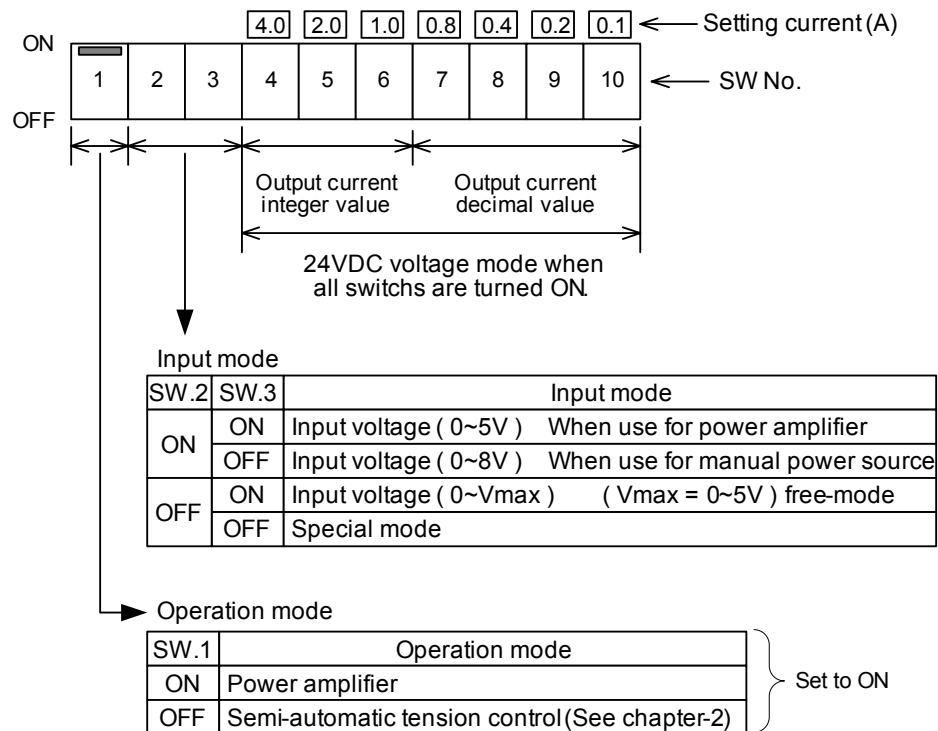 4.0 2.0 1.0 0.8 0.4 0.2 0.1 Setting current (A)
ON
1 2 3 4 5 6 7 8 9 10 SW No.
OFF
Output current integer value
Output current decimal value
24VDC voltage mode when
all switchs are turned ON.
Input mode
SW.2 SW.3 Input mode
ON ON Input voltage ( 0~5V ) When use for power amplifier
OFF Input voltage ( 0~8V ) When use for manual power source
OFF ON Input voltage ( 0~Vmax ) ( Vmax = 0~5V ) free-mode
OFF Special mode
Operation mode
SW.1 Operation mode
ON Power amplifier
OFF Semi-automatic tension control (See chapter-2)
Set to ON